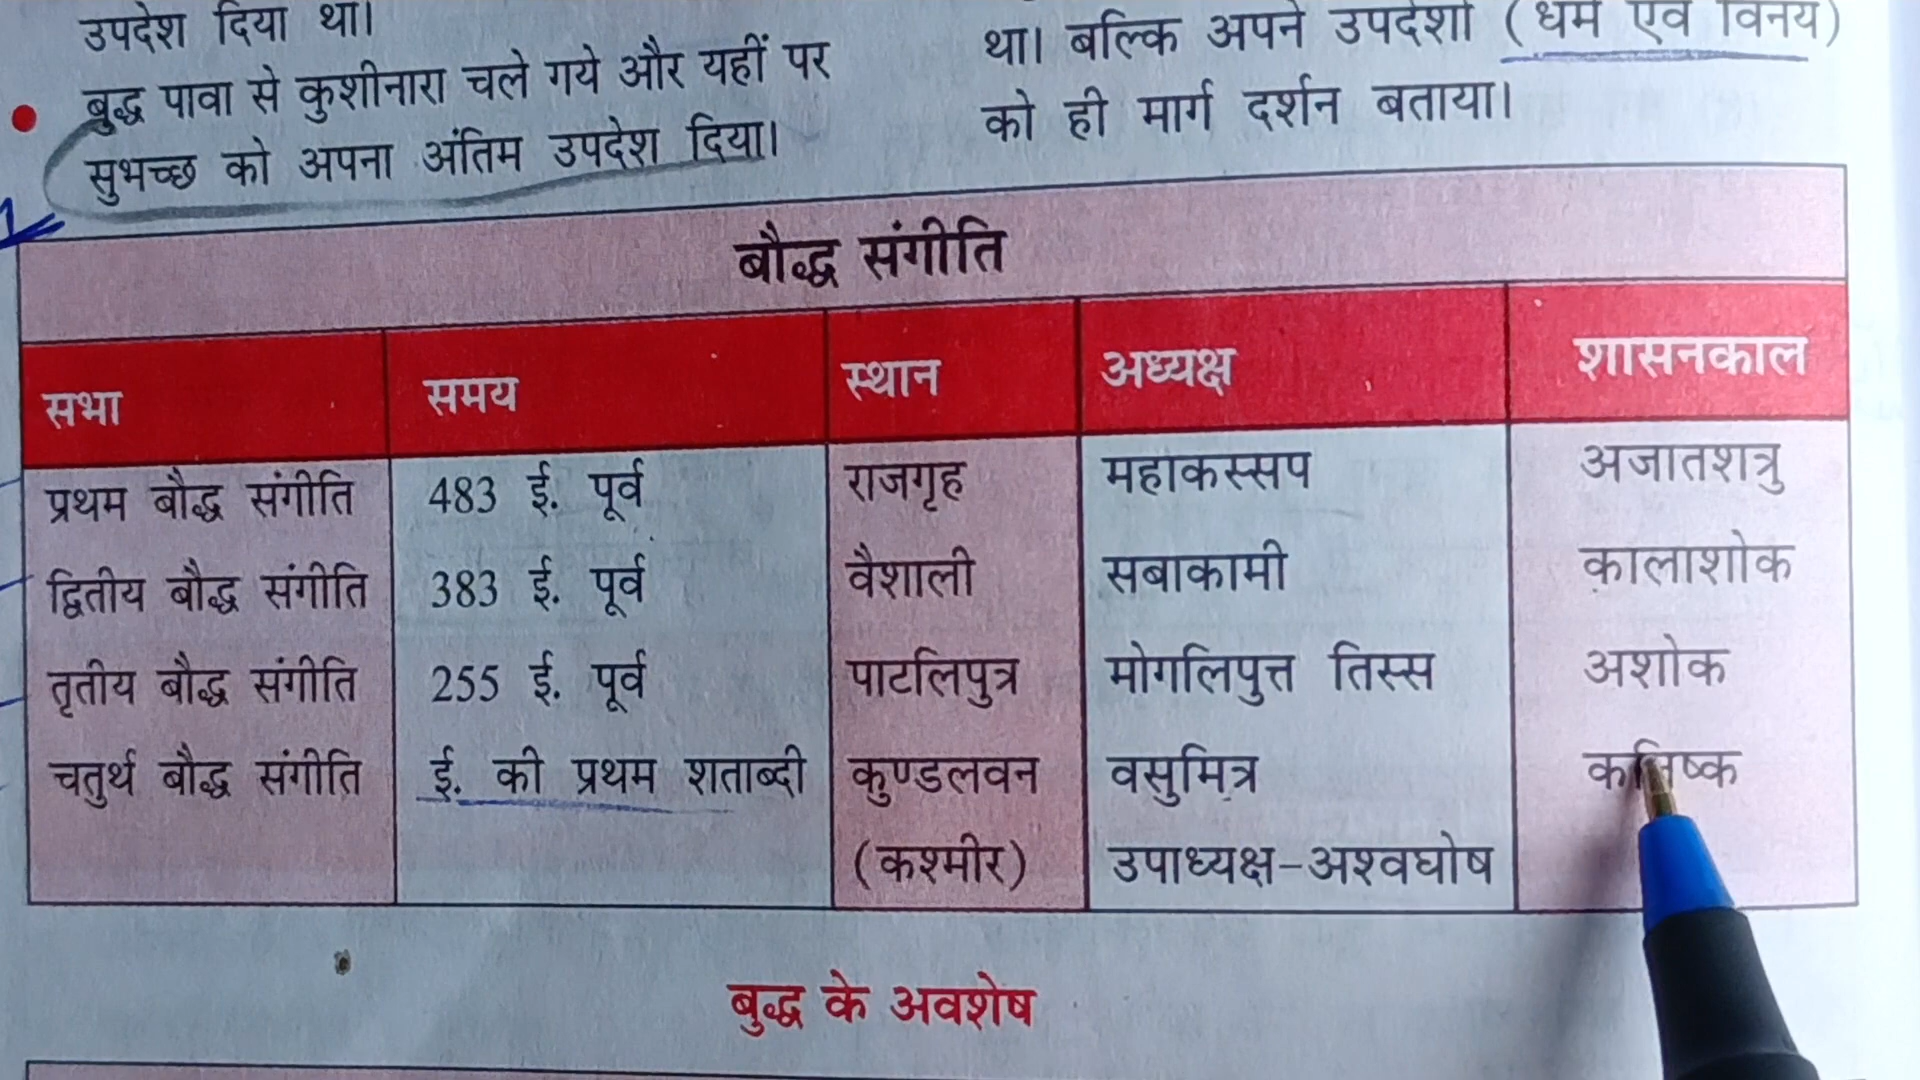 उपदेश दिया था।
बुद्ध पावा से कुशीनारा चले गये और यहीं पर
सुभच्छ को अपना अंतिम उपदेश दिया।
था। बल्कि अपने उपदेशों (धर्म एवं विनय)
को ही मार्ग दर्शन बताया।
बौद्ध संगीति
सभा समय स्थान अध्यक्ष शासनकाल
प्रथम बौद्ध संगीति 483 ई. पूर्व राजगृह महाकस्सप अजातशत्रु
द्वितीय बौद्ध संगीति 383 ई. पूर्व वैशाली सबाकामी कालाशोक
तृतीय बौद्ध संगीति 255 ई. पूर्व पाटलिपुत्र मोगलिपुत्त तिस्स अशोक
चतुर्थ बौद्ध संगीति ई. की प्रथम शताब्दी कुण्डलवन वसुमित्र कनिष्क
(कश्मीर) उपाध्यक्ष-अश्वघोष
बुद्ध के अवशेष